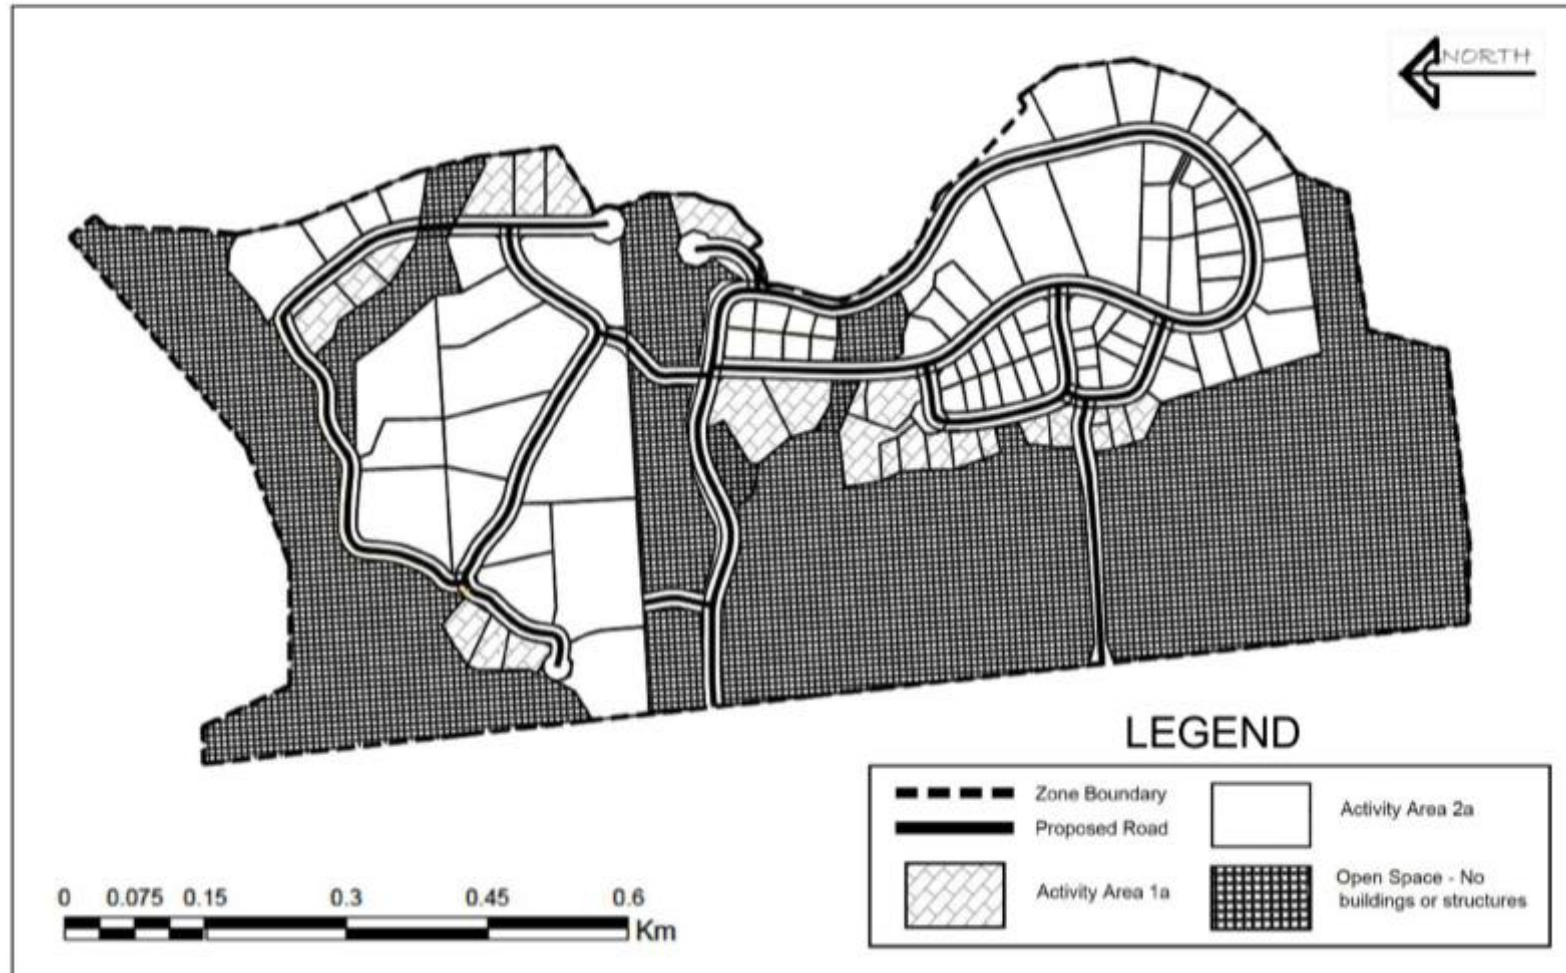 NORTH
LEGEND
Zone Boundary
Proposed Road
Activity Area 2a
Activity Area 1a
Open Space - No
buildings or structures
0 0.075 0.15 0.3 0.45 0.6
Km